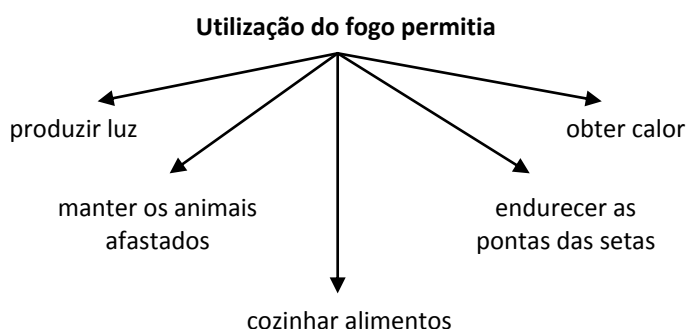 Utilização do fogo permitia
produzir luz
obter calor
manter os animais
afastados
endurecer as
pontas das setas
cozinhar alimentos